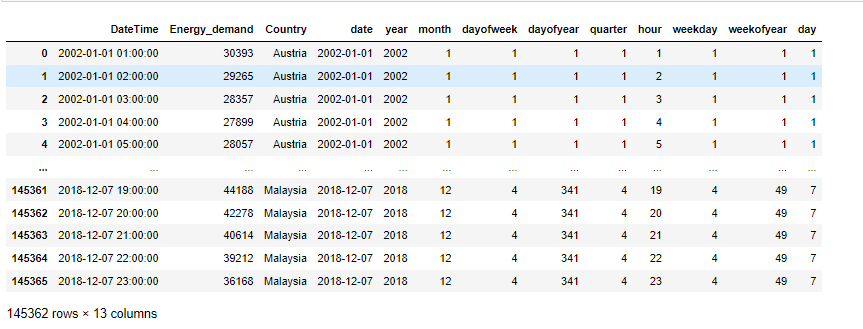 DateTime Energy_demand Country date year month dayofweek dayofyear quarter hour weekday weekofyear day
0 2002-01-01 01:00:00 30393 Austria 2002-01-01 2002 1 1 1 1 1 1 1 1
1 2002-01-01 02:00:00 29265 Austria 2002-01-01 2002 1 1 1 1 2 1 1 1
2 2002-01-01 03:00:00 28357 Austria 2002-01-01 2002 1 1 1 1 3 1 1 1
3 2002-01-01 04:00:00 27899 Austria 2002-01-01 2002 1 1 1 1 4 1 1 1
4 2002-01-01 05:00:00 28057 Austria 2002-01-01 2002 1 1 1 1 5 1 1 1
... ... ... ... ... ... ... ... ... ... ... ... ... ...
145361 2018-12-07 19:00:00 44188 Malaysia 2018-12-07 2018 12 4 341 4 19 4 49 7
145362 2018-12-07 20:00:00 42278 Malaysia 2018-12-07 2018 12 4 341 4 20 4 49 7
145363 2018-12-07 21:00:00 40614 Malaysia 2018-12-07 2018 12 4 341 4 21 4 49 7
145364 2018-12-07 22:00:00 39212 Malaysia 2018-12-07 2018 12 4 341 4 22 4 49 7
145365 2018-12-07 23:00:00 36168 Malaysia 2018-12-07 2018 12 4 341 4 23 4 49 7
145362 rows × 13 columns